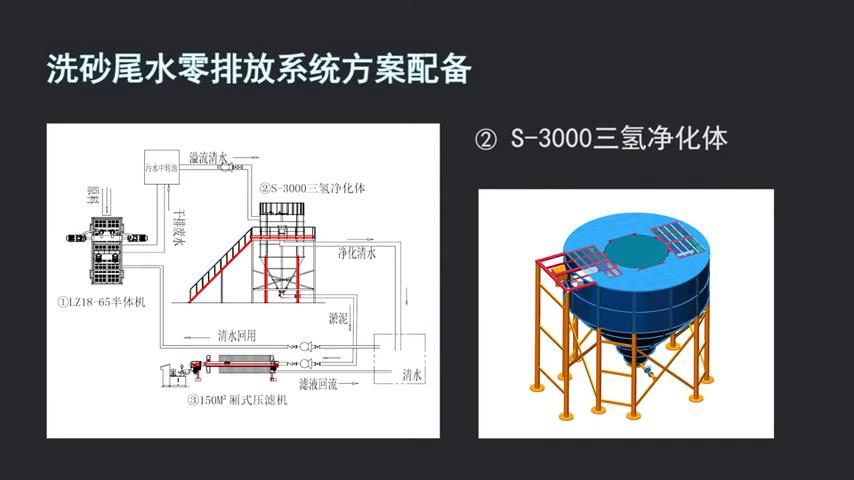 洗砂尾水零排放系统方案配备
② S-3000三氢净化体
污水中转池
溢流清水
②S-3000三氢净化体
原料
干排废水
净化清水
①LZ18-65半体机
淤泥
清水回用
清水
滤液回流
③150M²厢式压滤机